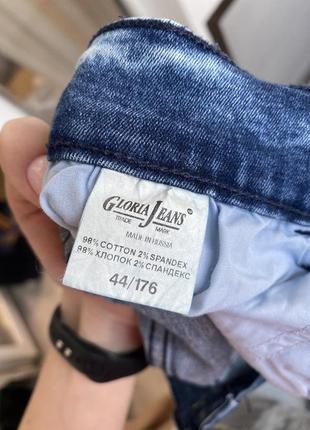 GLORIA JEANS
TRADE MARK
MADE IN RUSSIA
98% COTTON 2% SPANDEX
98% ХЛОПОК 2% СПАНДЕКС
44/176